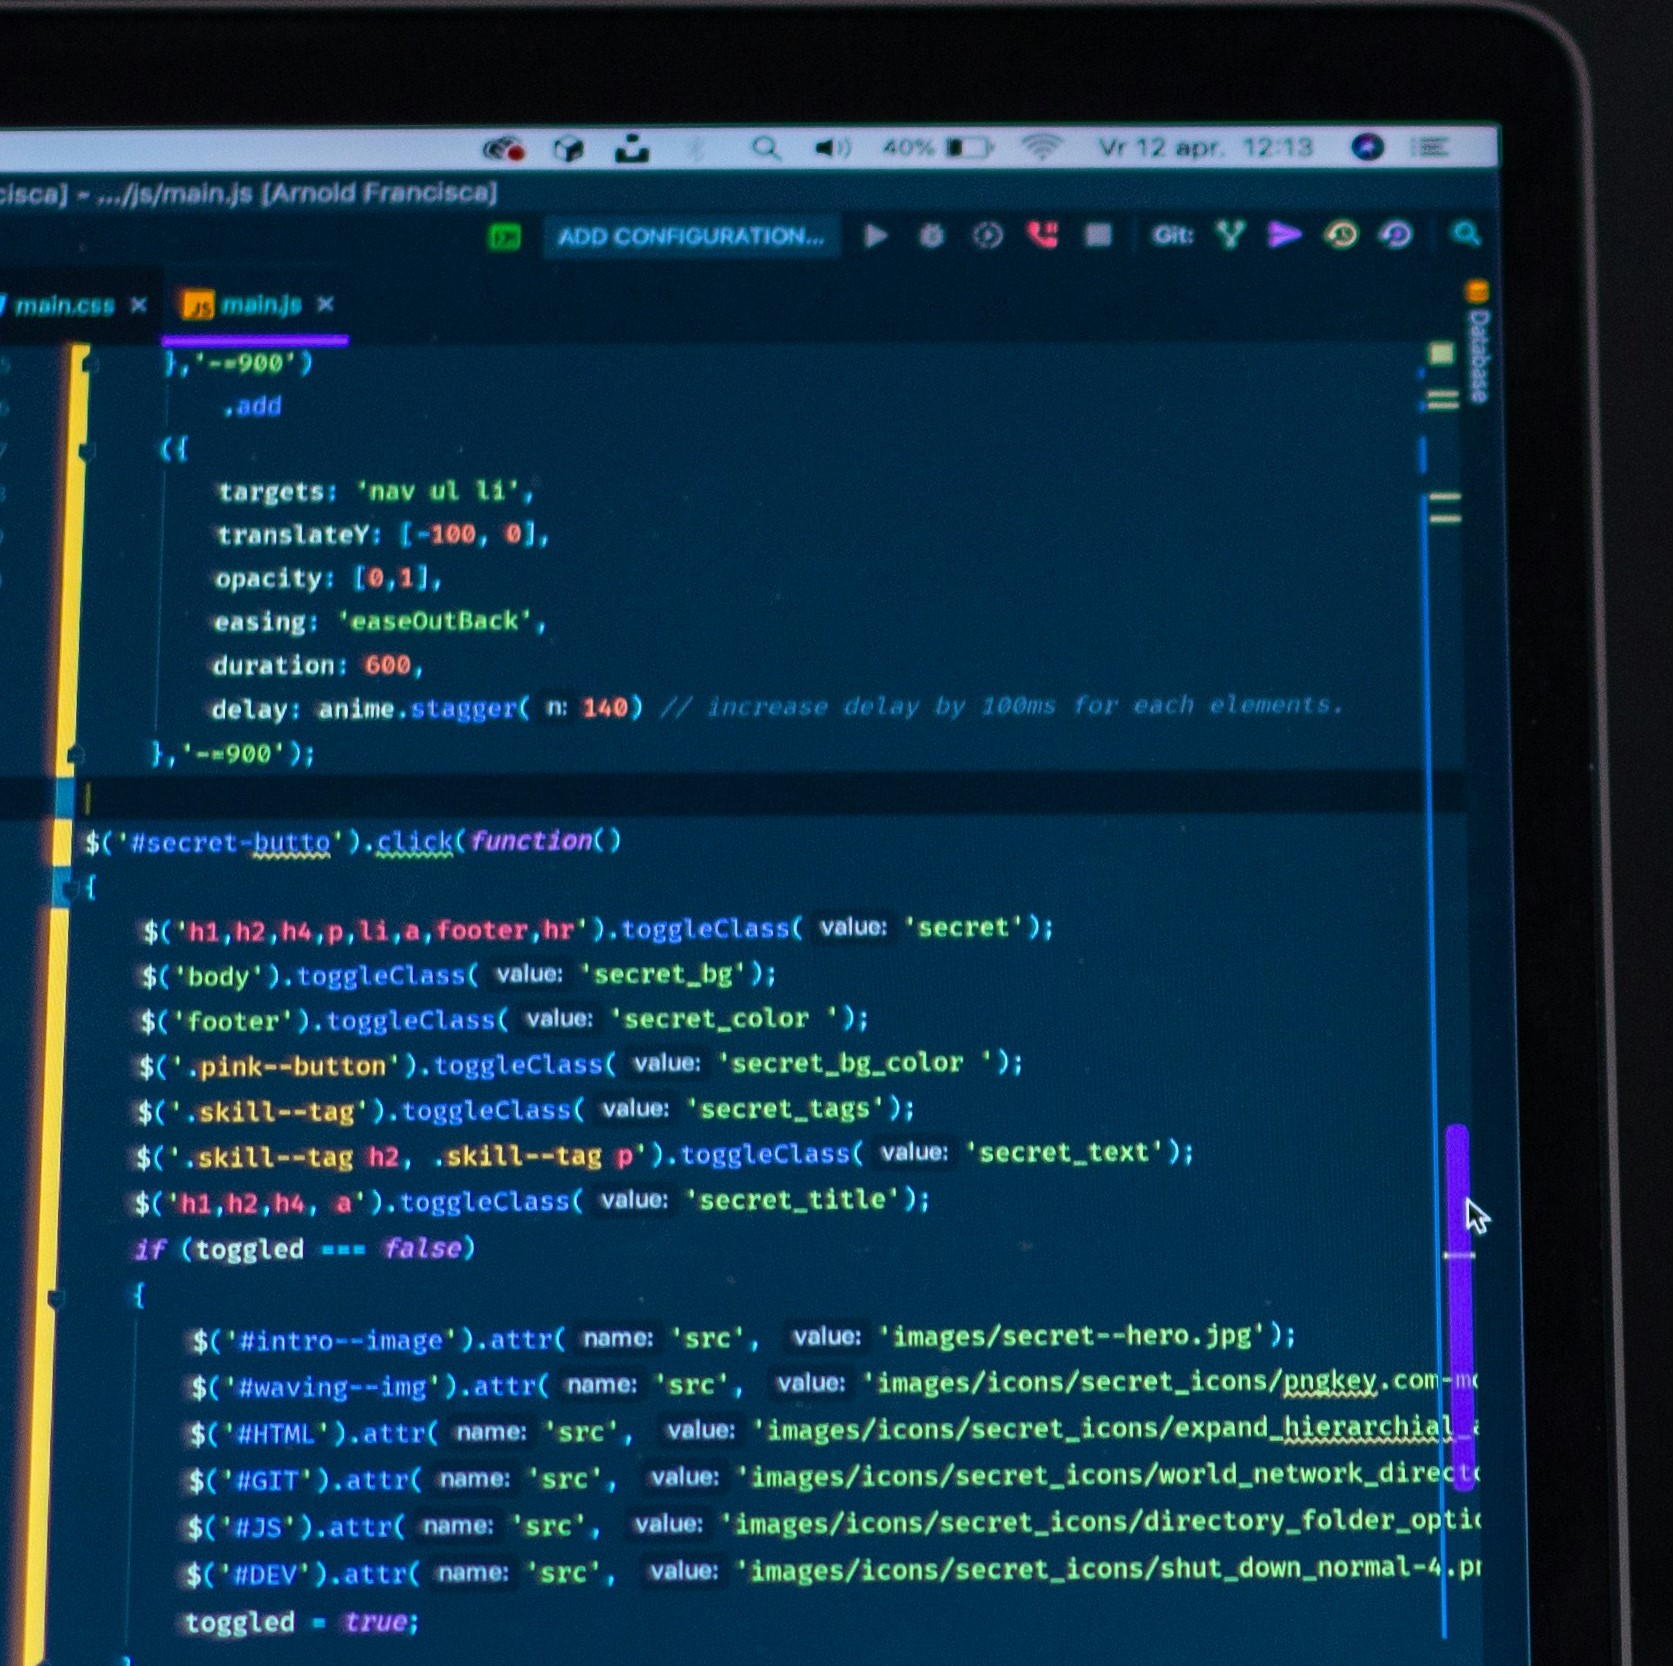 40% Vr 12 apr. 12:13
cisca] - .../js/main.js [Arnold Francisca]
ADD CONFIGURATION... Git:
main.css × JS main.js ×
Database
},'-=900')
.add
({
targets: 'nav ul li',
translateY: [-100, 0],
opacity: [0,1],
easing: 'easeOutBack',
duration: 600,
delay: anime.stagger( n: 140) // increase delay by 100ms for each elements.
},'-=900');
$('#secret-butto').click(function()
{
$('h1,h2,h4,p,li,a,footer,hr').toggleClass( value: 'secret');
$('body').toggleClass( value: 'secret_bg');
$('footer').toggleClass( value: 'secret_color ');
$('.pink--button').toggleClass( value: 'secret_bg_color ');
$('.skill--tag').toggleClass( value: 'secret_tags');
$('.skill--tag h2, .skill--tag p').toggleClass( value: 'secret_text');
$('h1,h2,h4, a').toggleClass( value: 'secret_title');
if (toggled === false)
{
$('#intro--image').attr( name: 'src', value: 'images/secret--hero.jpg');
$('#waving--img').attr( name: 'src', value: 'images/icons/secret_icons/pngkey.com-m
$('#HTML').attr( name: 'src', value: 'images/icons/secret_icons/expand_hierarchial_
$('#GIT').attr( name: 'src', value: 'images/icons/secret_icons/world_network_direct
$('#JS').attr( name: 'src', value: 'images/icons/secret_icons/directory_folder_optio
$('#DEV').attr( name: 'src', value: 'images/icons/secret_icons/shut_down_normal-4.p
toggled = true;
}